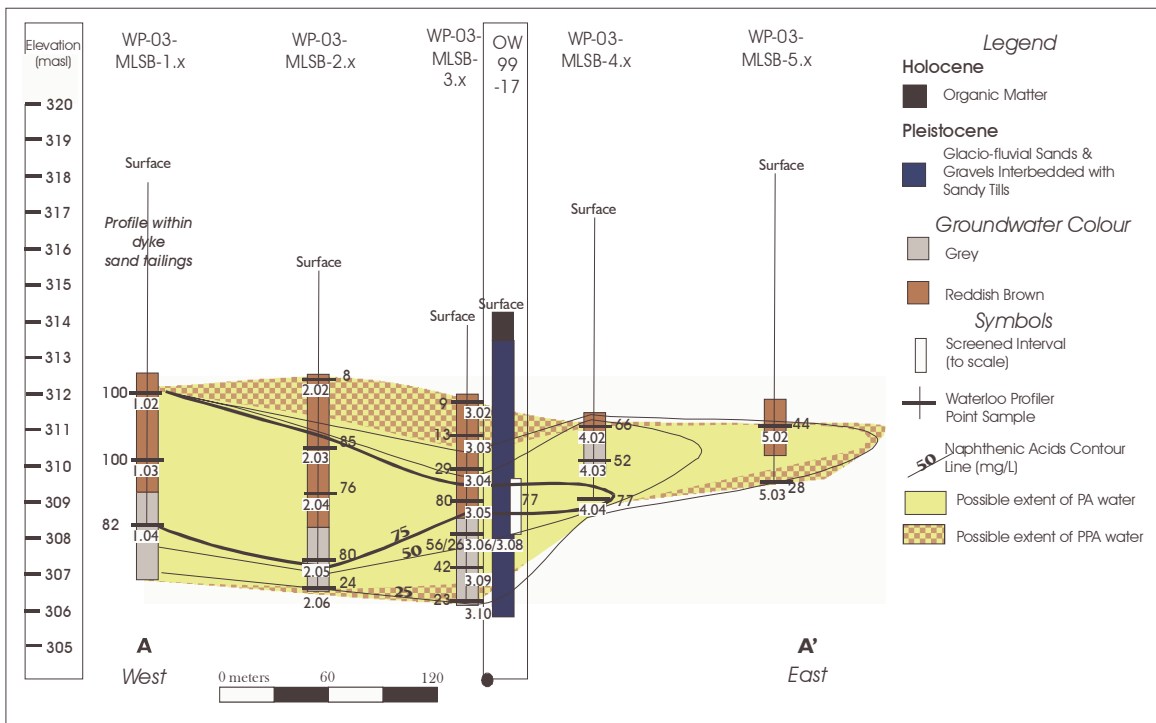 Elevation
(masl)
320
319
318
317
316
315
314
313
312
311
310
309
308
307
306
305
WP-03-
MLSB-1.x
WP-03-
MLSB-2.x
WP-03-
MLSB-
3.x
OW
99
-17
WP-03-
MLSB-4.x
WP-03-
MLSB-5.x
Surface
Profile within
dyke
sand tailings
100
1.02
100
1.03
82
1.04
Surface
8
2.02
85
2.03
76
2.04
80
2.05
24
2.06
Surface
9
3.02
13
3.03
29
3.04
80
3.05
56/26
3.06/3.08
42
3.09
23
3.10
75
50
25
Surface
77
Surface
66
4.02
52
4.03
77
4.04
Surface
44
5.02
28
5.03
A
West
A'
East
0 meters
60
120
Legend
Holocene
Organic Matter
Pleistocene
Glacio-fluvial Sands &
Gravels Interbedded with
Sandy Tills
Groundwater Colour
Grey
Reddish Brown
Symbols
Screened Interval
(to scale)
Waterloo Profiler
Point Sample
50
Naphthenic Acids Contour
Line (mg/L)
Possible extent of PA water
Possible extent of PPA water